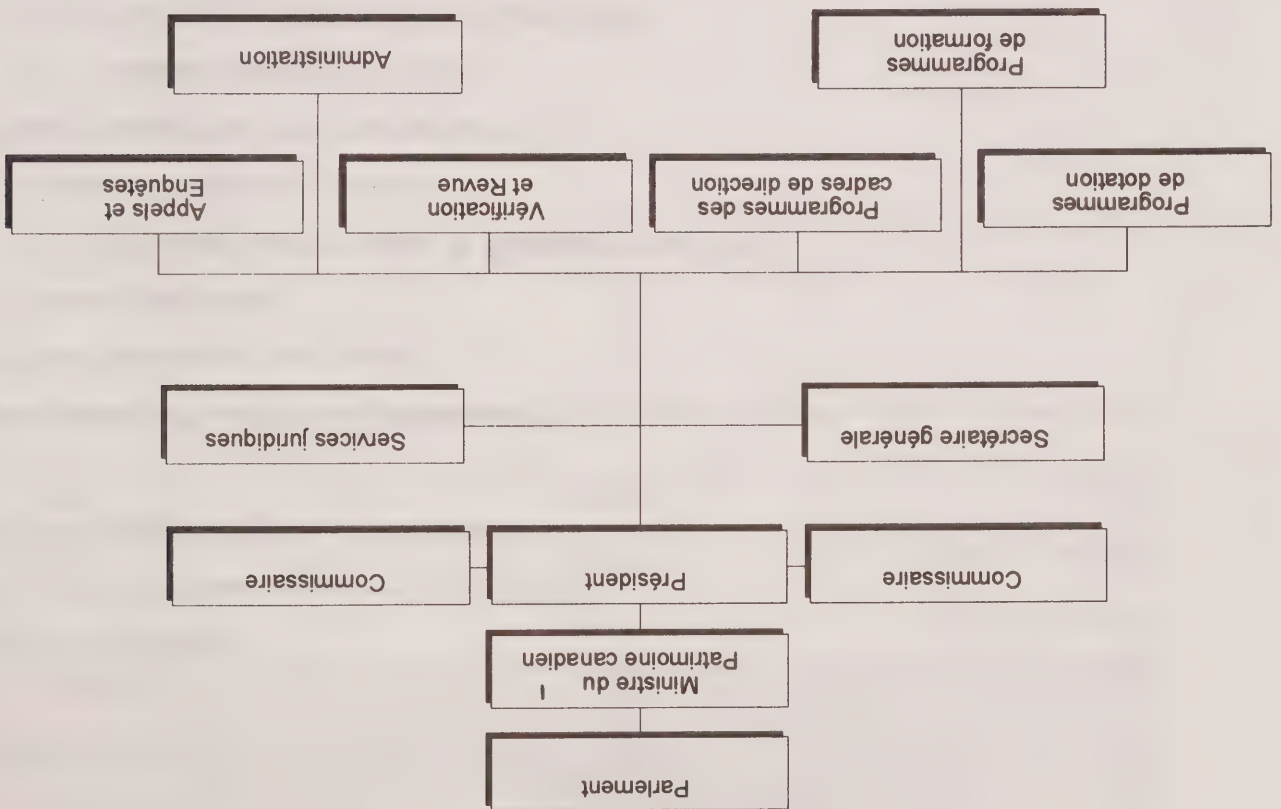 Parlement
Ministre du
Patrimoine canadien
Commissaire
Président
Commissaire
Secrétaire générale
Services juridiques
Programmes
de dotation
Programmes des
cadres de direction
Vérification
et Revue
Appels et
Enquêtes
Programmes
de formation
Administration